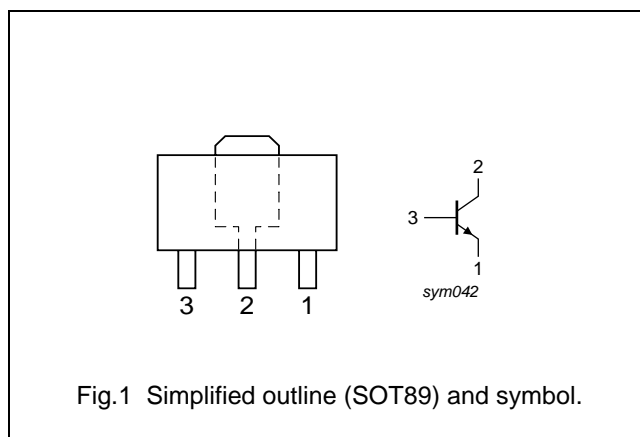 2
3
1
sym042
3 2 1
Fig.1 Simplified outline (SOT89) and symbol.